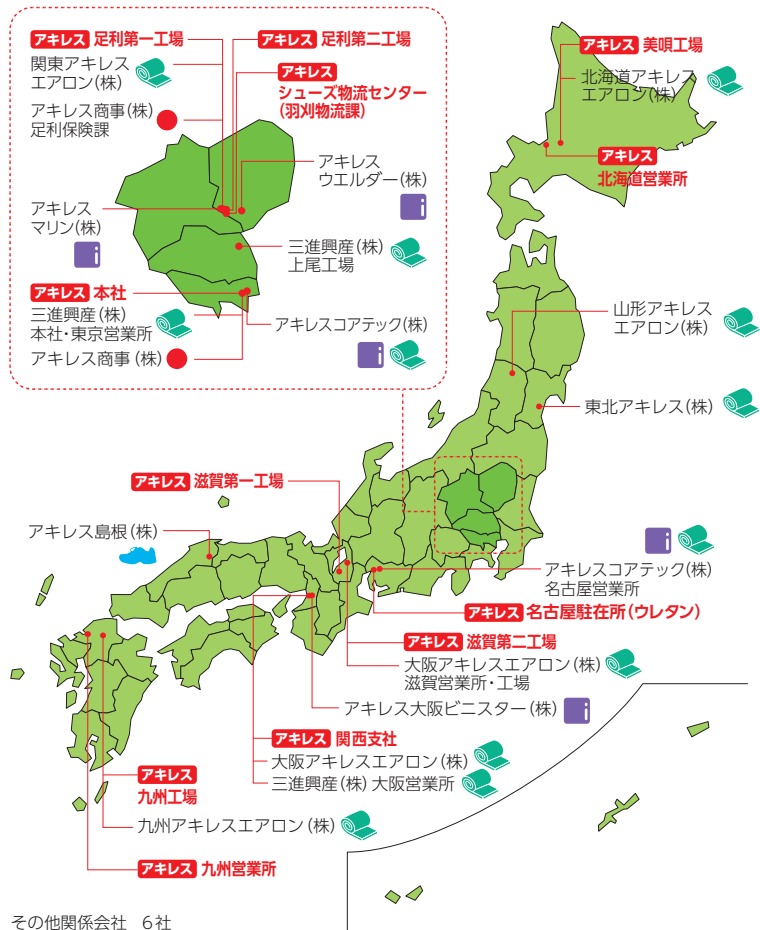 アキレス 足利第一工場
関東アキレス
エアロン(株)
アキレス商事(株)
足利保険課
アキレス 足利第二工場
アキレス
シューズ物流センター
(羽刈物流課)
アキレス
ウエルダー(株)
アキレス
マリン(株)
三進興産(株)
上尾工場
アキレス 本社
三進興産(株)
本社・東京営業所
アキレス商事(株)
アキレスコアテック(株)
アキレス 美唄工場
北海道アキレス
エアロン(株)
アキレス
北海道営業所
山形アキレス
エアロン(株)
東北アキレス(株)
アキレス 滋賀第一工場
アキレス島根(株)
アキレスコアテック(株)
名古屋営業所
アキレス 名古屋駐在所(ウレタン)
アキレス 滋賀第二工場
大阪アキレスエアロン(株)
滋賀営業所・工場
アキレス大阪ビニスター(株)
アキレス 関西支社
大阪アキレスエアロン(株)
三進興産(株) 大阪営業所
アキレス
九州工場
九州アキレスエアロン(株)
アキレス 九州営業所
その他関係会社 6社